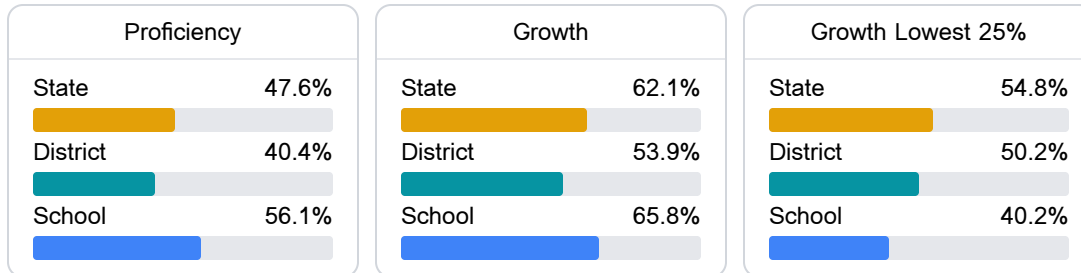 Proficiency
State 47.6%
District 40.4%
School 56.1%
Growth
State 62.1%
District 53.9%
School 65.8%
Growth Lowest 25%
State 54.8%
District 50.2%
School 40.2%